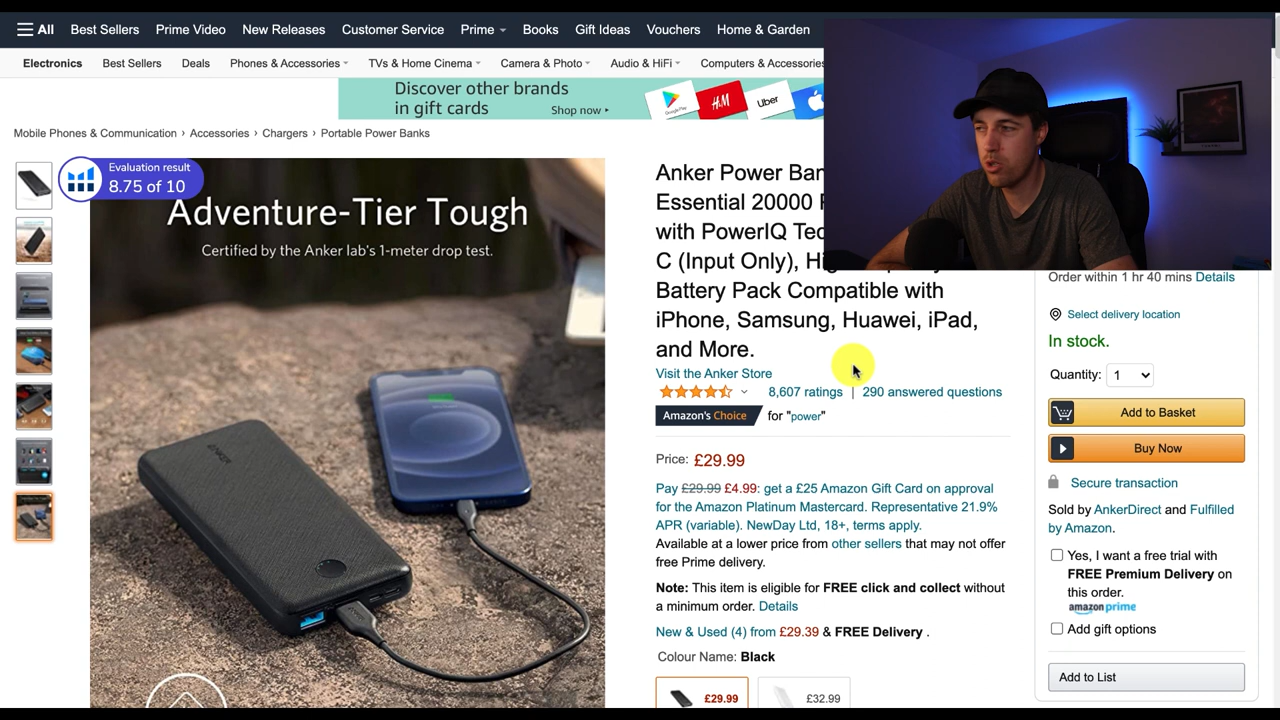 All
Best Sellers
Prime Video
New Releases
Customer Service
Prime
Books
Gift Ideas
Vouchers
Home & Garden
Electronics
Best Sellers
Deals
Phones & Accessories
TVs & Home Cinema
Camera & Photo
Audio & HiFi
Computers & Accessories
Discover other brands
in gift cards
Shop now
Google Play
H&M
Uber
Mobile Phones & Communication › Accessories › Chargers › Portable Power Banks
Evaluation result
8.75 of 10
Adventure-Tier Tough
Certified by the Anker lab's 1-meter drop test.
ANKER
Anker Power Ban
Essential 20000
with PowerIQ Tec
C (Input Only), Hi
Battery Pack Compatible with
iPhone, Samsung, Huawei, iPad,
and More.
Visit the Anker Store
8,607 ratings | 290 answered questions
Amazon's Choice for "power"
Price: £29.99
Pay £29.99 £4.99: get a £25 Amazon Gift Card on approval
for the Amazon Platinum Mastercard. Representative 21.9%
APR (variable). NewDay Ltd, 18+, terms apply.
Available at a lower price from other sellers that may not offer
free Prime delivery.
Note: This item is eligible for FREE click and collect without
a minimum order. Details
New & Used (4) from £29.39 & FREE Delivery .
Colour Name: Black
£29.99
£32.99
Order within 1 hr 40 mins Details
Select delivery location
In stock.
Quantity: 1
Add to Basket
Buy Now
Secure transaction
Sold by AnkerDirect and Fulfilled
by Amazon.
Yes, I want a free trial with
FREE Premium Delivery on
this order.
amazon prime
Add gift options
Add to List